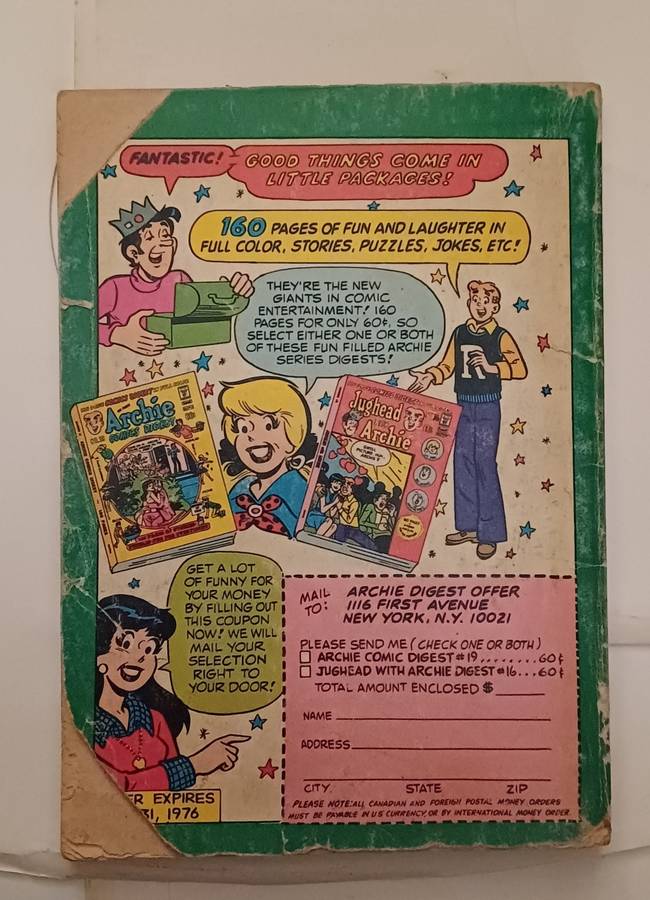 FANTASTIC!
GOOD THINGS COME IN
LITTLE PACKAGES!
160 PAGES OF FUN AND LAUGHTER IN
FULL COLOR, STORIES, PUZZLES, JOKES, ETC!
THEY'RE THE NEW
GIANTS IN COMIC
ENTERTAINMENT! 160
PAGES FOR ONLY 60¢, SO
SELECT EITHER ONE OR BOTH
OF THESE FUN FILLED ARCHIE
SERIES DIGESTS!
R
Archie
COMICS DIGEST
Jughead
Archie
GET A LOT
OF FUNNY FOR
YOUR MONEY
BY FILLING OUT
THIS COUPON
NOW! WE WILL
MAIL YOUR
SELECTION
RIGHT TO
YOUR DOOR!
ER EXPIRES
31, 1976
MAIL TO:
ARCHIE DIGEST OFFER
1116 FIRST AVENUE
NEW YORK, N.Y. 10021
PLEASE SEND ME (CHECK ONE OR BOTH)
ARCHIE COMIC DIGEST #19........60¢
JUGHEAD WITH ARCHIE DIGEST #16...60¢
TOTAL AMOUNT ENCLOSED $
NAME
ADDRESS
CITY STATE ZIP
PLEASE NOTE: ALL CANADIAN AND FOREIGN POSTAL MONEY ORDERS
MUST BE PAYABLE IN U.S CURRENCY, OR BY INTERNATIONAL MONEY ORDER